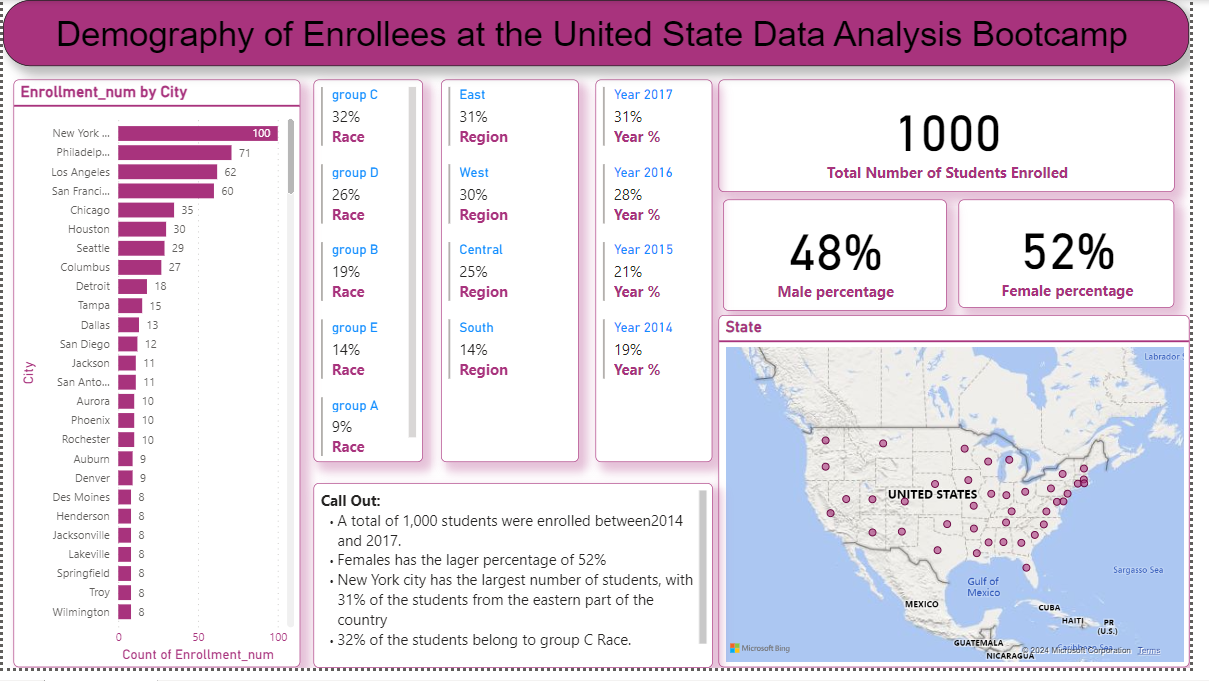 Demography of Enrollees at the United State Data Analysis Bootcamp
Enrollment_num by City
City
New York ... 100
Philadelp... 71
Los Angeles 62
San Franci... 60
Chicago 35
Houston 30
Seattle 29
Columbus 27
Detroit 18
Tampa 15
Dallas 13
San Diego 12
Jackson 11
San Anto... 11
Aurora 10
Phoenix 10
Rochester 10
Auburn 9
Denver 9
Des Moines 8
Henderson 8
Jacksonville 8
Lakeville 8
Springfield 8
Troy 8
Wilmington 8
0 50 100
Count of Enrollment_num
group C
32%
Race
group D
26%
Race
group B
19%
Race
group E
14%
Race
group A
9%
Race
East
31%
Region
West
30%
Region
Central
25%
Region
South
14%
Region
Year 2017
31%
Year %
Year 2016
28%
Year %
Year 2015
21%
Year %
Year 2014
19%
Year %
Call Out:
• A total of 1,000 students were enrolled between2014
and 2017.
• Females has the lager percentage of 52%
• New York city has the largest number of students, with
31% of the students from the eastern part of the
country
• 32% of the students belong to group C Race.
1000
Total Number of Students Enrolled
48%
Male percentage
52%
Female percentage
State
Labrador
UNITED STATES
Sargasso Sea
Gulf of
Mexico
MEXICO
CUBA
HAITI
PR
(U.S.)
GUATEMALA
Caribbean Sea
NICARAGUA
Microsoft Bing
© 2024 Microsoft Corporation Terms